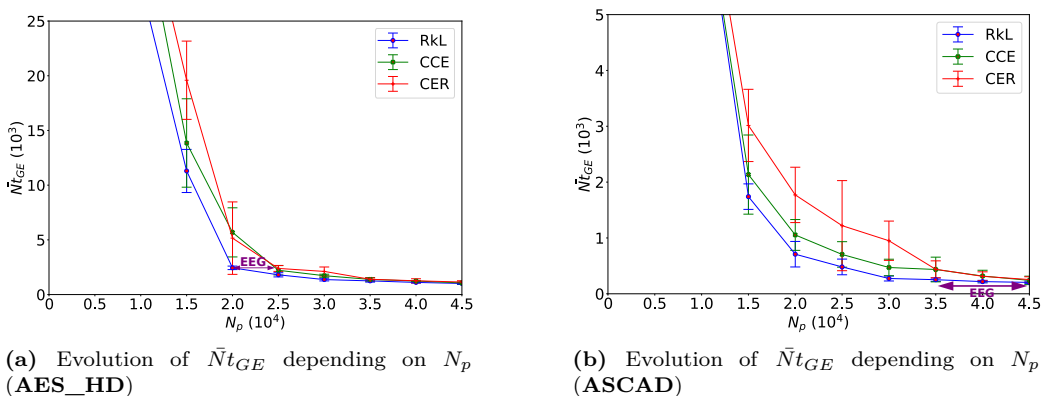 25
20
15
10
5
0
N̄t_GE (10³)
1.0 1.5 2.0 2.5 3.0 3.5 4.0 4.5
N_p (10⁴)
RkL
CCE
CER
EEG
(a) Evolution of N̄t_GE depending on N_p
(AES_HD)
5
4
3
2
1
0
N̄t_GE (10³)
0.0 0.5 1.0 1.5 2.0 2.5 3.0 3.5 4.0 4.5
N_p (10⁴)
RkL
CCE
CER
EEG
(b) Evolution of N̄t_GE depending on N_p
(ASCAD)